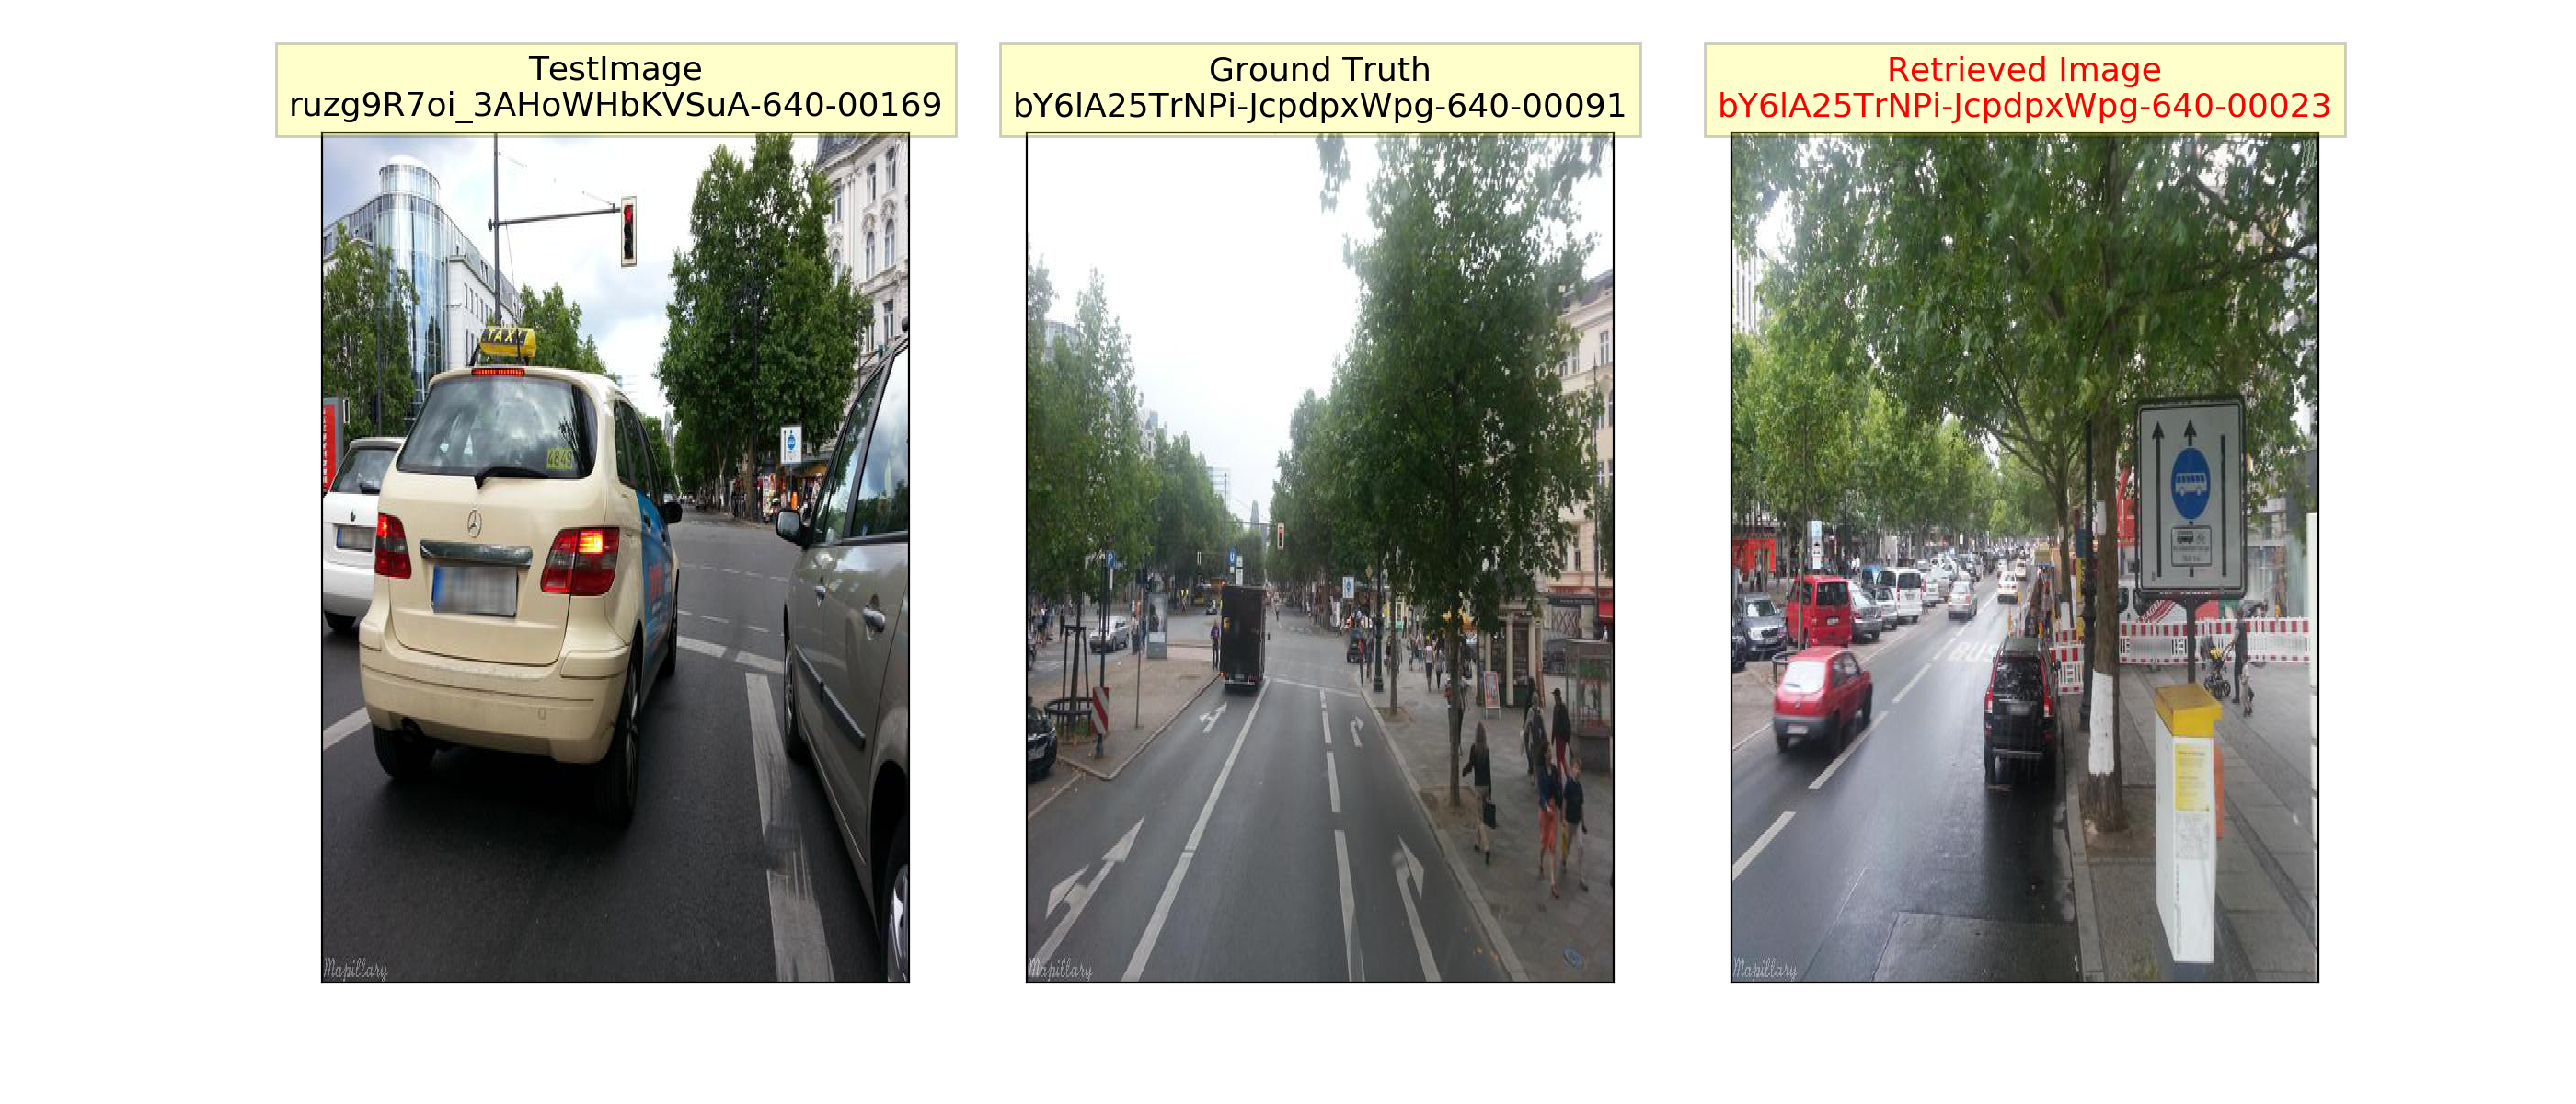 TestImage
ruzg9R7oi_3AHoWHbKVSuA-640-00169
Ground Truth
bY6lA25TrNPi-JcpdpxWpg-640-00091
Retrieved Image
bY6lA25TrNPi-JcpdpxWpg-640-00023
TAXI
4849
BUS
Mapillary
Mapillary
Mapillary